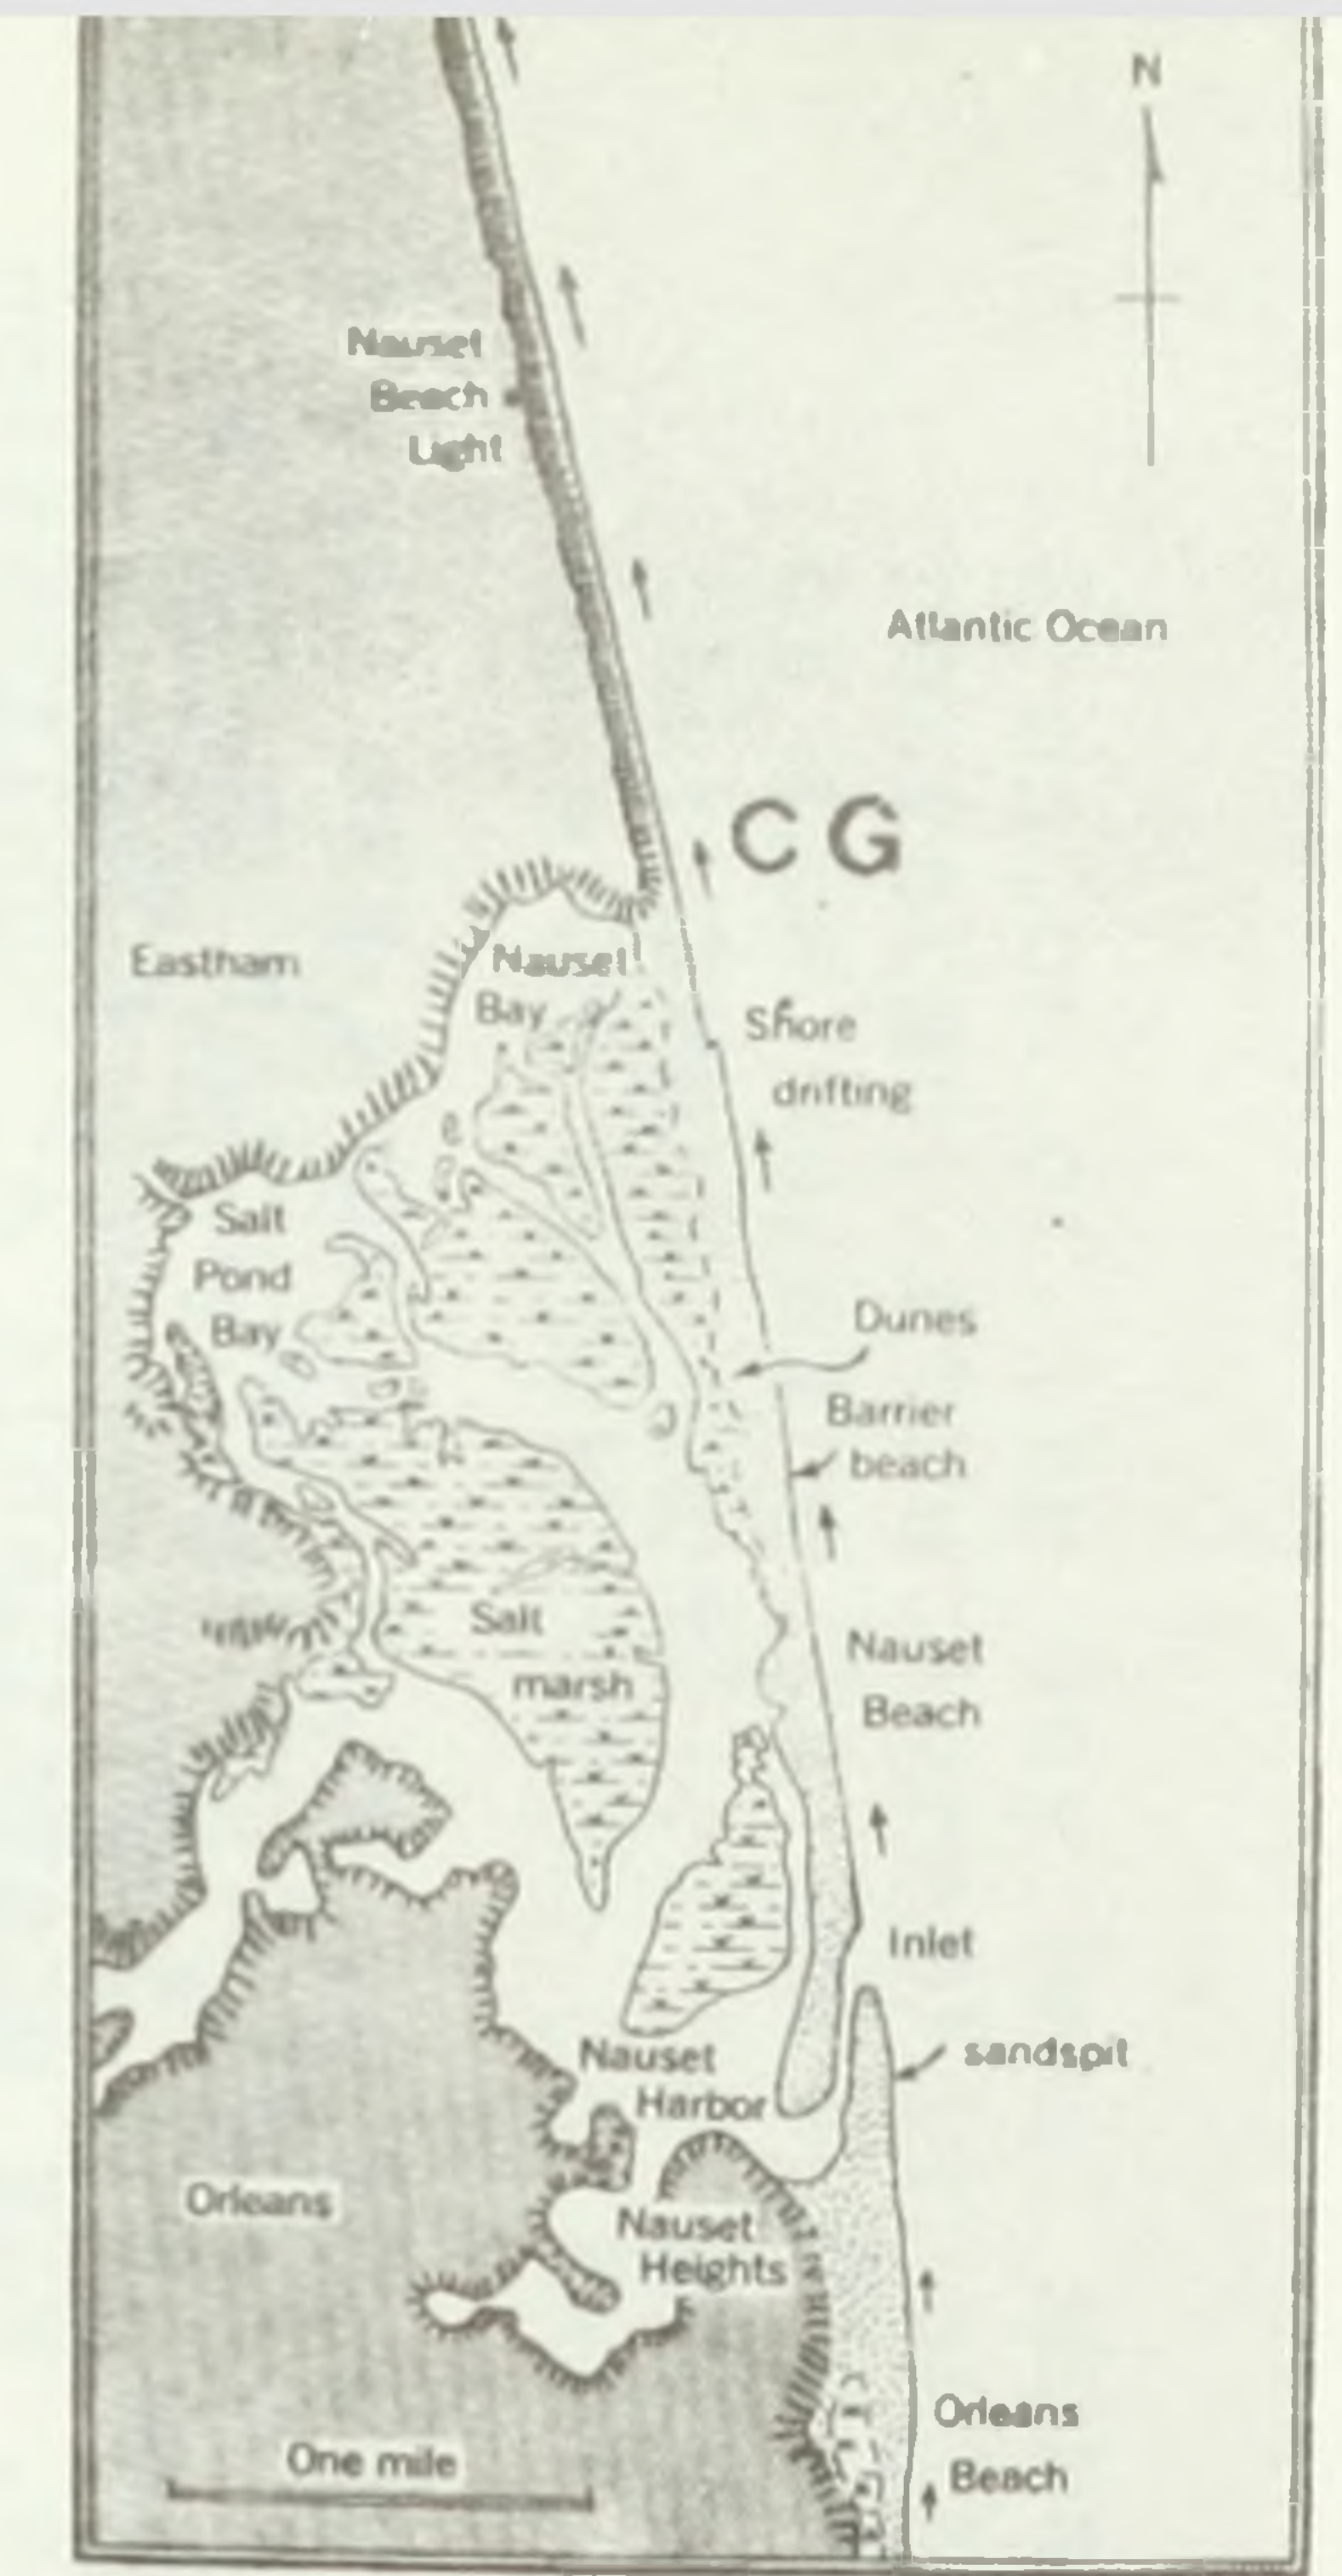 N
Nauset
Beach
Light
Atlantic Ocean
C G
Eastham
Nauset
Bay
Shore
drifting
Salt
Pond
Bay
Dunes
Barrier
beach
Salt
marsh
Nauset
Beach
Inlet
Nauset
Harbor
sandspit
Orleans
Nauset
Heights
Orleans
Beach
One mile